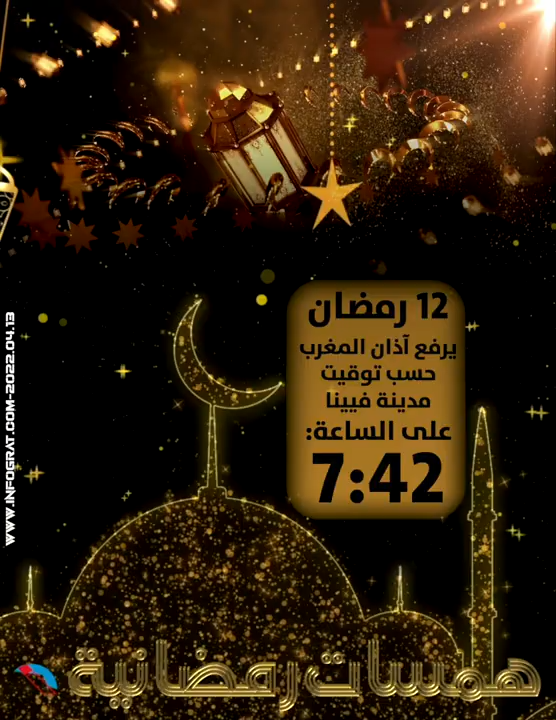 12 رمضان
يرفع آذان المغرب
حسب توقيت
مدينة فيينا
على الساعة:
7:42
WWW.INFOGRAT.COM-2022.04.13
همسات رمضانية